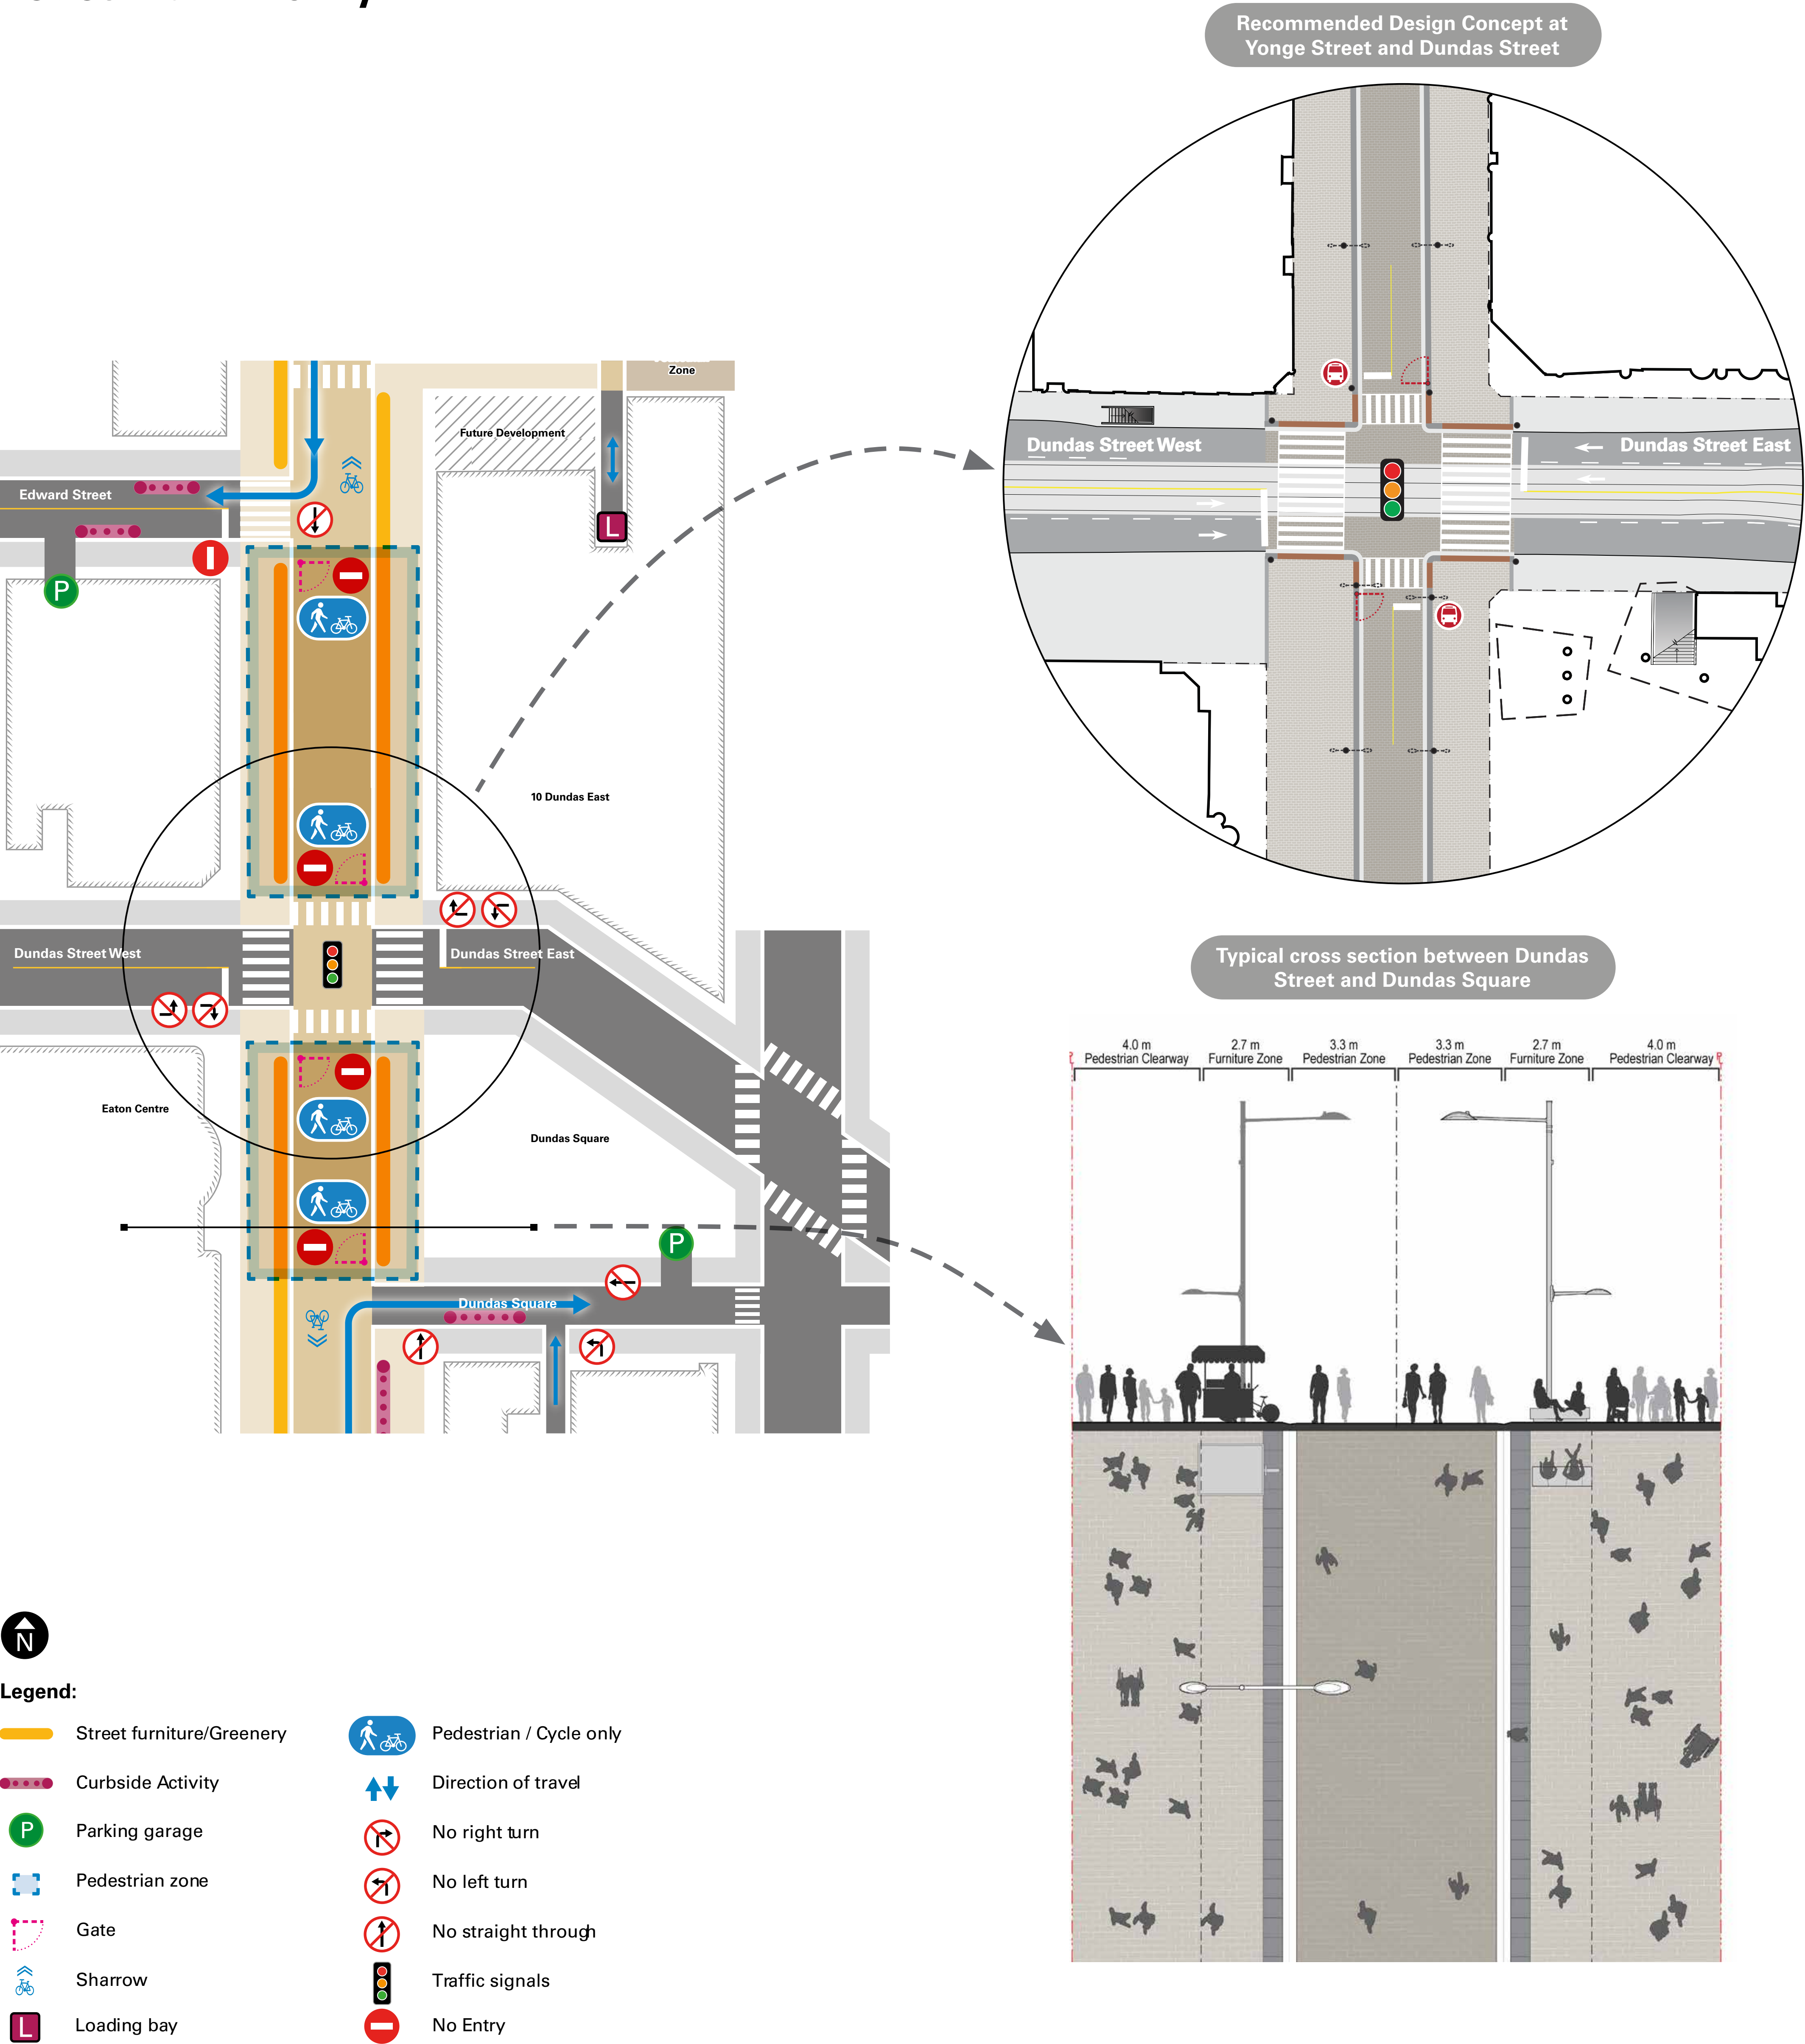 Recommended Design Concept at
Yonge Street and Dundas Street
Dundas Street West
Dundas Street East
Zone
Future Development
Edward Street
L
P
10 Dundas East
Dundas Street West
Dundas Street East
Eaton Centre
Dundas Square
P
Dundas Square
Typical cross section between Dundas
Street and Dundas Square
4.0 m
Pedestrian Clearway
2.7 m
Furniture Zone
3.3 m
Pedestrian Zone
3.3 m
Pedestrian Zone
2.7 m
Furniture Zone
4.0 m
Pedestrian Clearway
N
Legend:
Street furniture/Greenery
Curbside Activity
P
Parking garage
Pedestrian zone
Gate
Sharrow
L
Loading bay
Pedestrian / Cycle only
Direction of travel
No right turn
No left turn
No straight through
Traffic signals
No Entry